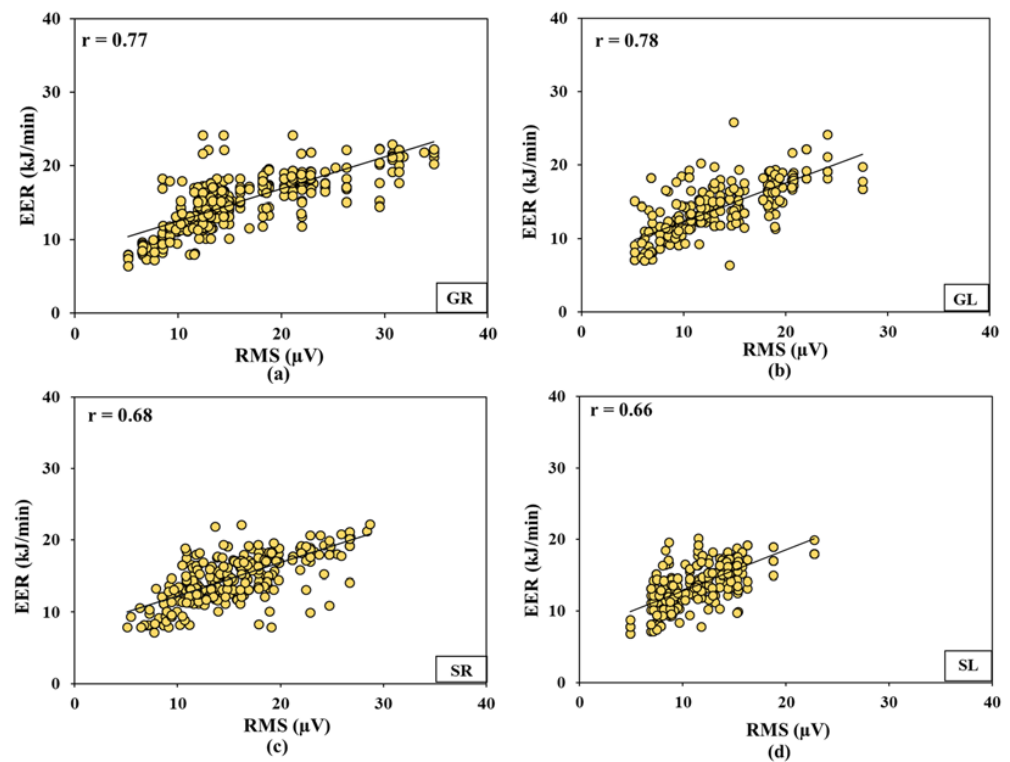 r = 0.77
40
30
20
10
0
EER (kJ/min)
GR
0 10 20 30 40
RMS (µV)
(a)
r = 0.78
40
30
20
10
0
EER (kJ/min)
GL
0 10 20 30 40
RMS (µV)
(b)
r = 0.68
40
30
20
10
0
EER (kJ/min)
SR
0 10 20 30 40
RMS (µV)
(c)
r = 0.66
40
30
20
10
0
EER (kJ/min)
SL
0 10 20 30 40
RMS (µV)
(d)